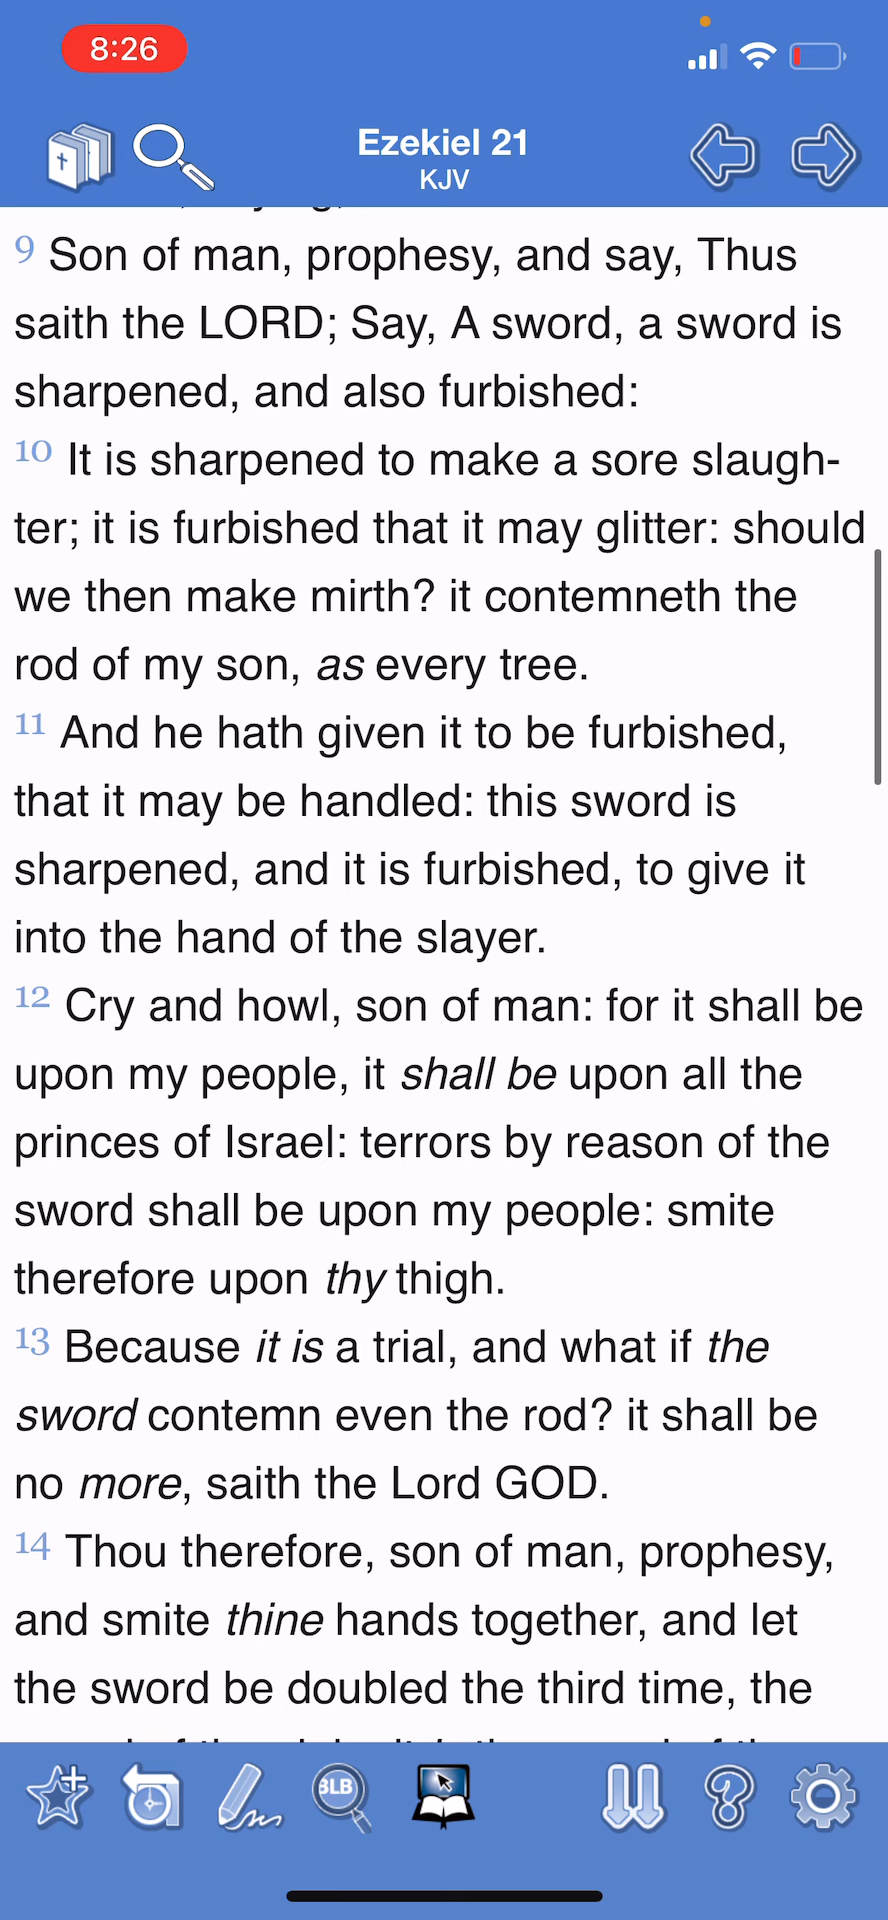 8:26
Ezekiel 21
KJV
9 Son of man, prophesy, and say, Thus
saith the LORD; Say, A sword, a sword is
sharpened, and also furbished:
10 It is sharpened to make a sore slaugh-
ter; it is furbished that it may glitter: should
we then make mirth? it contemneth the
rod of my son, as every tree.
11 And he hath given it to be furbished,
that it may be handled: this sword is
sharpened, and it is furbished, to give it
into the hand of the slayer.
12 Cry and howl, son of man: for it shall be
upon my people, it shall be upon all the
princes of Israel: terrors by reason of the
sword shall be upon my people: smite
therefore upon thy thigh.
13 Because it is a trial, and what if the
sword contemn even the rod? it shall be
no more, saith the Lord GOD.
14 Thou therefore, son of man, prophesy,
and smite thine hands together, and let
the sword be doubled the third time, the
BLB